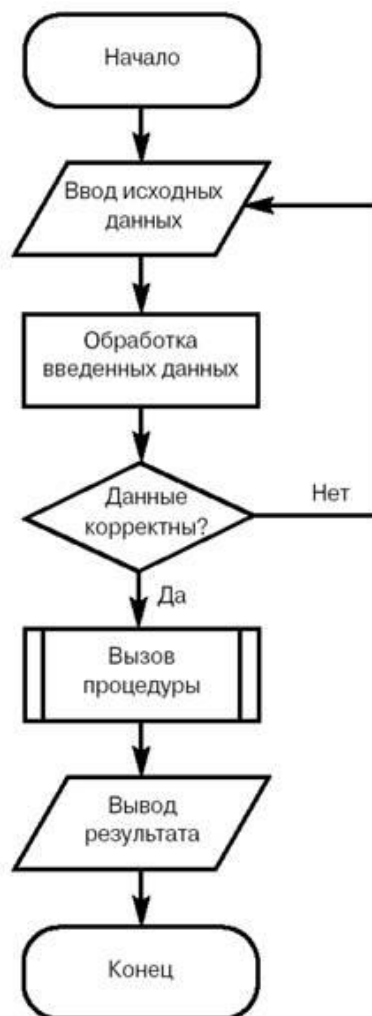 Начало
Ввод исходных
данных
Обработка
введенных данных
Данные
корректны?
Нет
Да
Вызов
процедуры
Вывод
результата
Конец